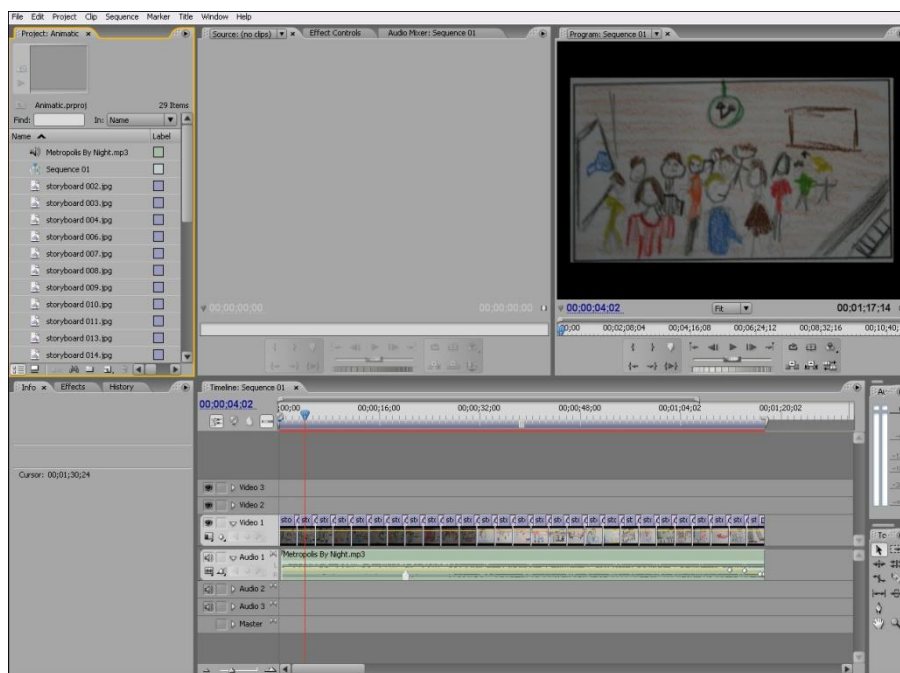 File Edit Project Clip Sequence Marker Title Window Help
Project: Animatic
Animatic.prproj 29 Items
Find: In: Name
Name Label
Metropolis By Night.mp3
Sequence 01
storyboard 002.jpg
storyboard 003.jpg
storyboard 004.jpg
storyboard 006.jpg
storyboard 007.jpg
storyboard 008.jpg
storyboard 009.jpg
storyboard 010.jpg
storyboard 011.jpg
storyboard 013.jpg
storyboard 014.jpg
Source: (no clips) Effect Controls Audio Mixer: Sequence 01
00;00;00;00 00;00;00;00
Program: Sequence 01
00;00;04;02 Fit 00;01;17;14
00;00 00;02;08;04 00;04;16;08 00;06;24;12 00;08;32;16 00;10;40;
Info Effects History
Cursor: 00;01;30;24
Timeline: Sequence 01
00;00;04;02
;00;00 00;00;16;00 00;00;32;00 00;00;48;00 00;01;04;02 00;01;20;02
Video 3
Video 2
Video 1
Audio 1 Metropolis By Night.mp3
Audio 2
Audio 3
Master